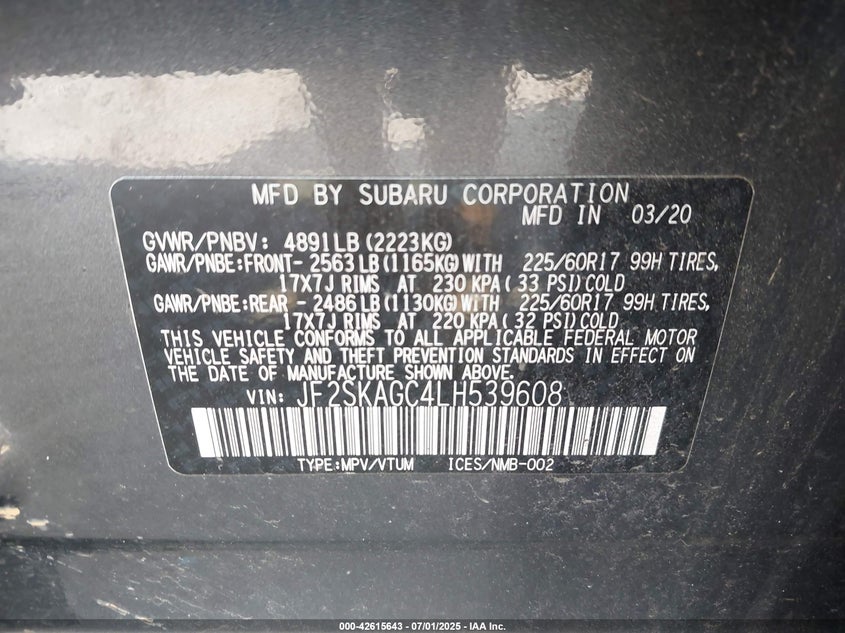 MFD BY SUBARU CORPORATION
MFD IN 03/20
GVWR/PNBV: 4891LB(2223KG)
GAWR/PNBE:FRONT- 2563LB(1165KG)WITH 225/60R17 99H TIRES,
17X7J RIMS AT 230 KPA( 33 PSI)COLD
GAWR/PNBE:REAR - 2486LB(1130KG)WITH 225/60R17 99H TIRES,
17X7J RIMS AT 220 KPA( 32 PSI)COLD
THIS VEHICLE CONFORMS TO ALL APPLICABLE FEDERAL MOTOR
VEHICLE SAFETY AND THEFT PREVENTION STANDARDS IN EFFECT ON
THE DATE OF MANUFACTURE SHOWN ABOVE.
VIN: JF2SKAGC4LH539608
TYPE:MPV/VTUM ICES/NMB-002
000-42615643 - 07/01/2025 - IAA Inc.